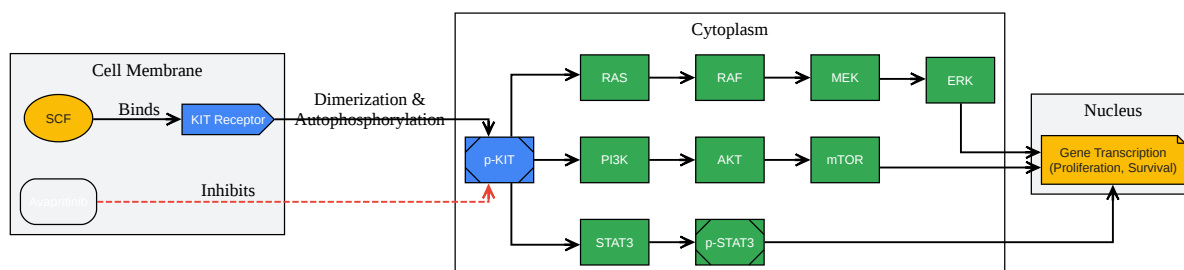 Cell Membrane
SCF
Binds
KIT Receptor
Avapritinib
Inhibits
Dimerization &
Autophosphorylation
Cytoplasm
p-KIT
RAS
RAF
MEK
ERK
PI3K
AKT
mTOR
STAT3
p-STAT3
Nucleus
Gene Transcription
(Proliferation, Survival)